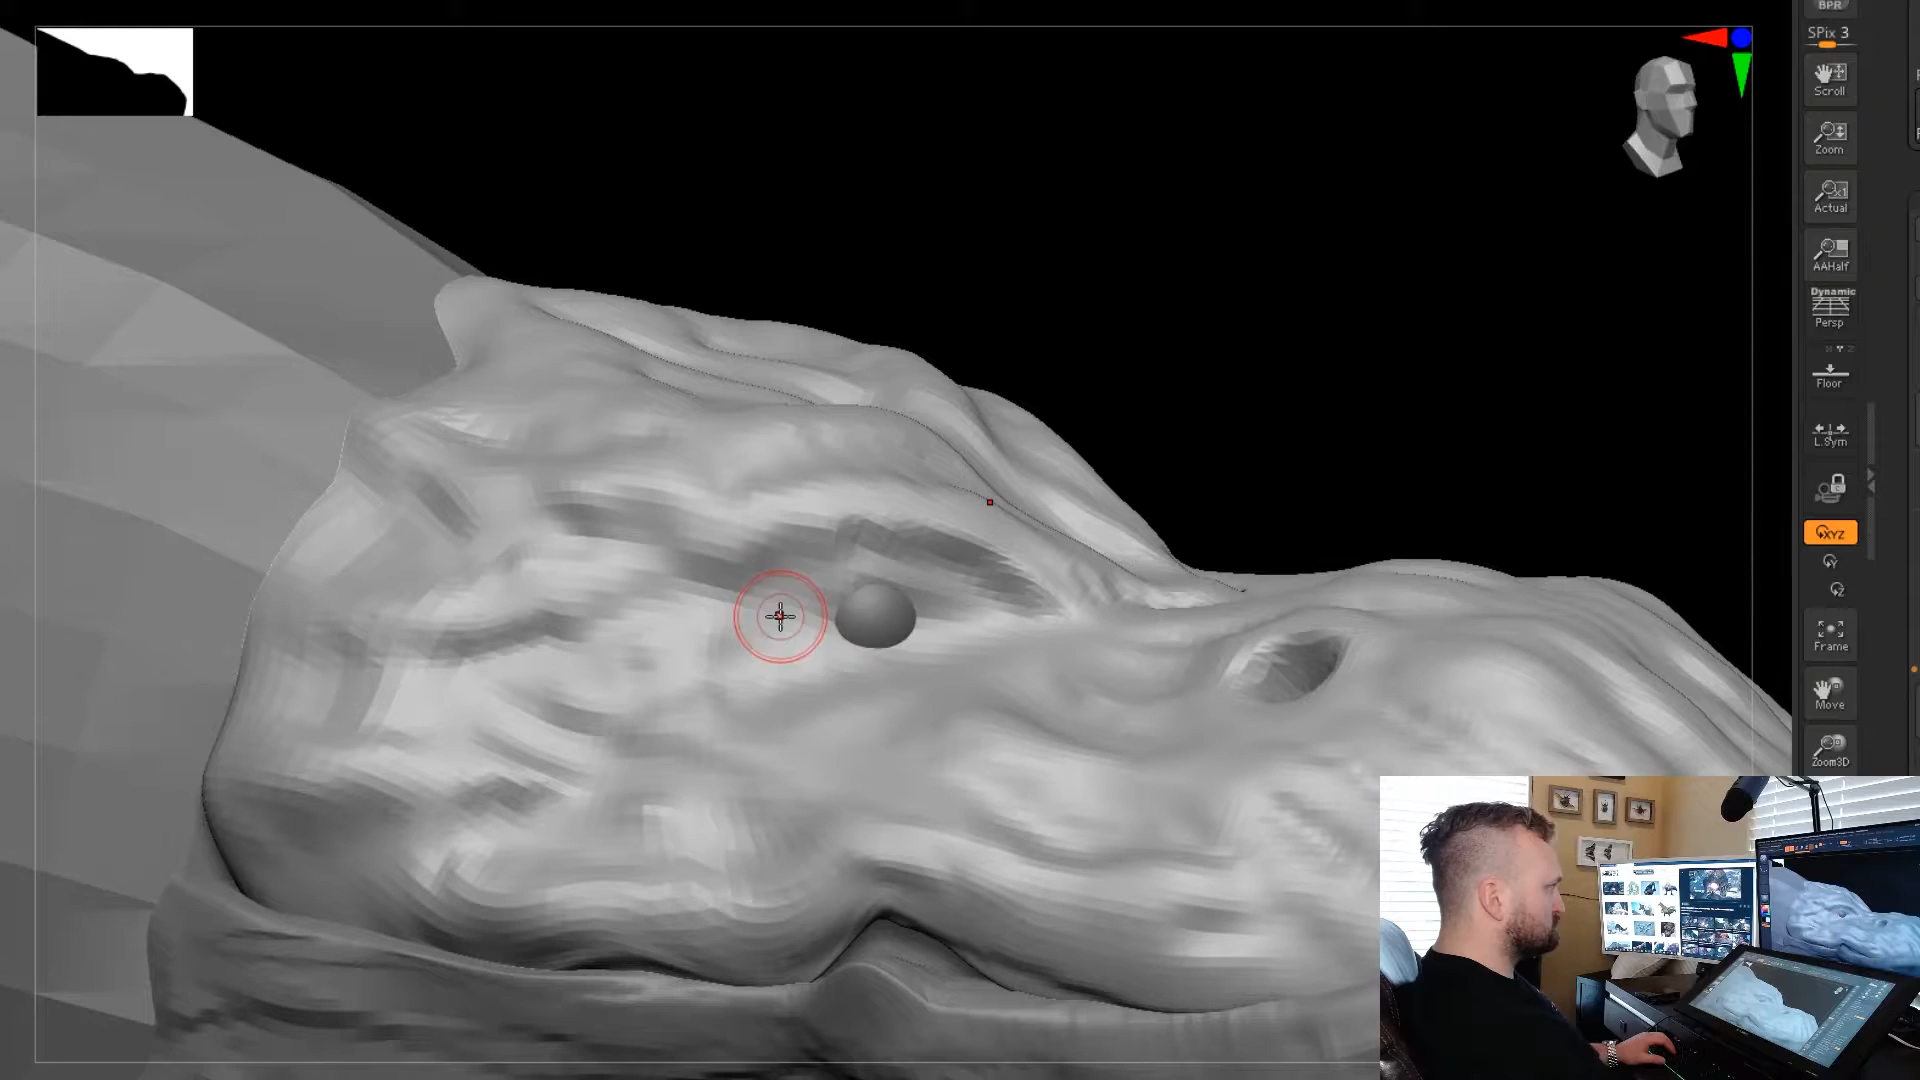 BPR
SPix 3
Scroll
Zoom
Actual
AAHalf
Dynamic
Persp
Floor
L.Sym
XYZ
Y
Z
Frame
Move
Zoom3D